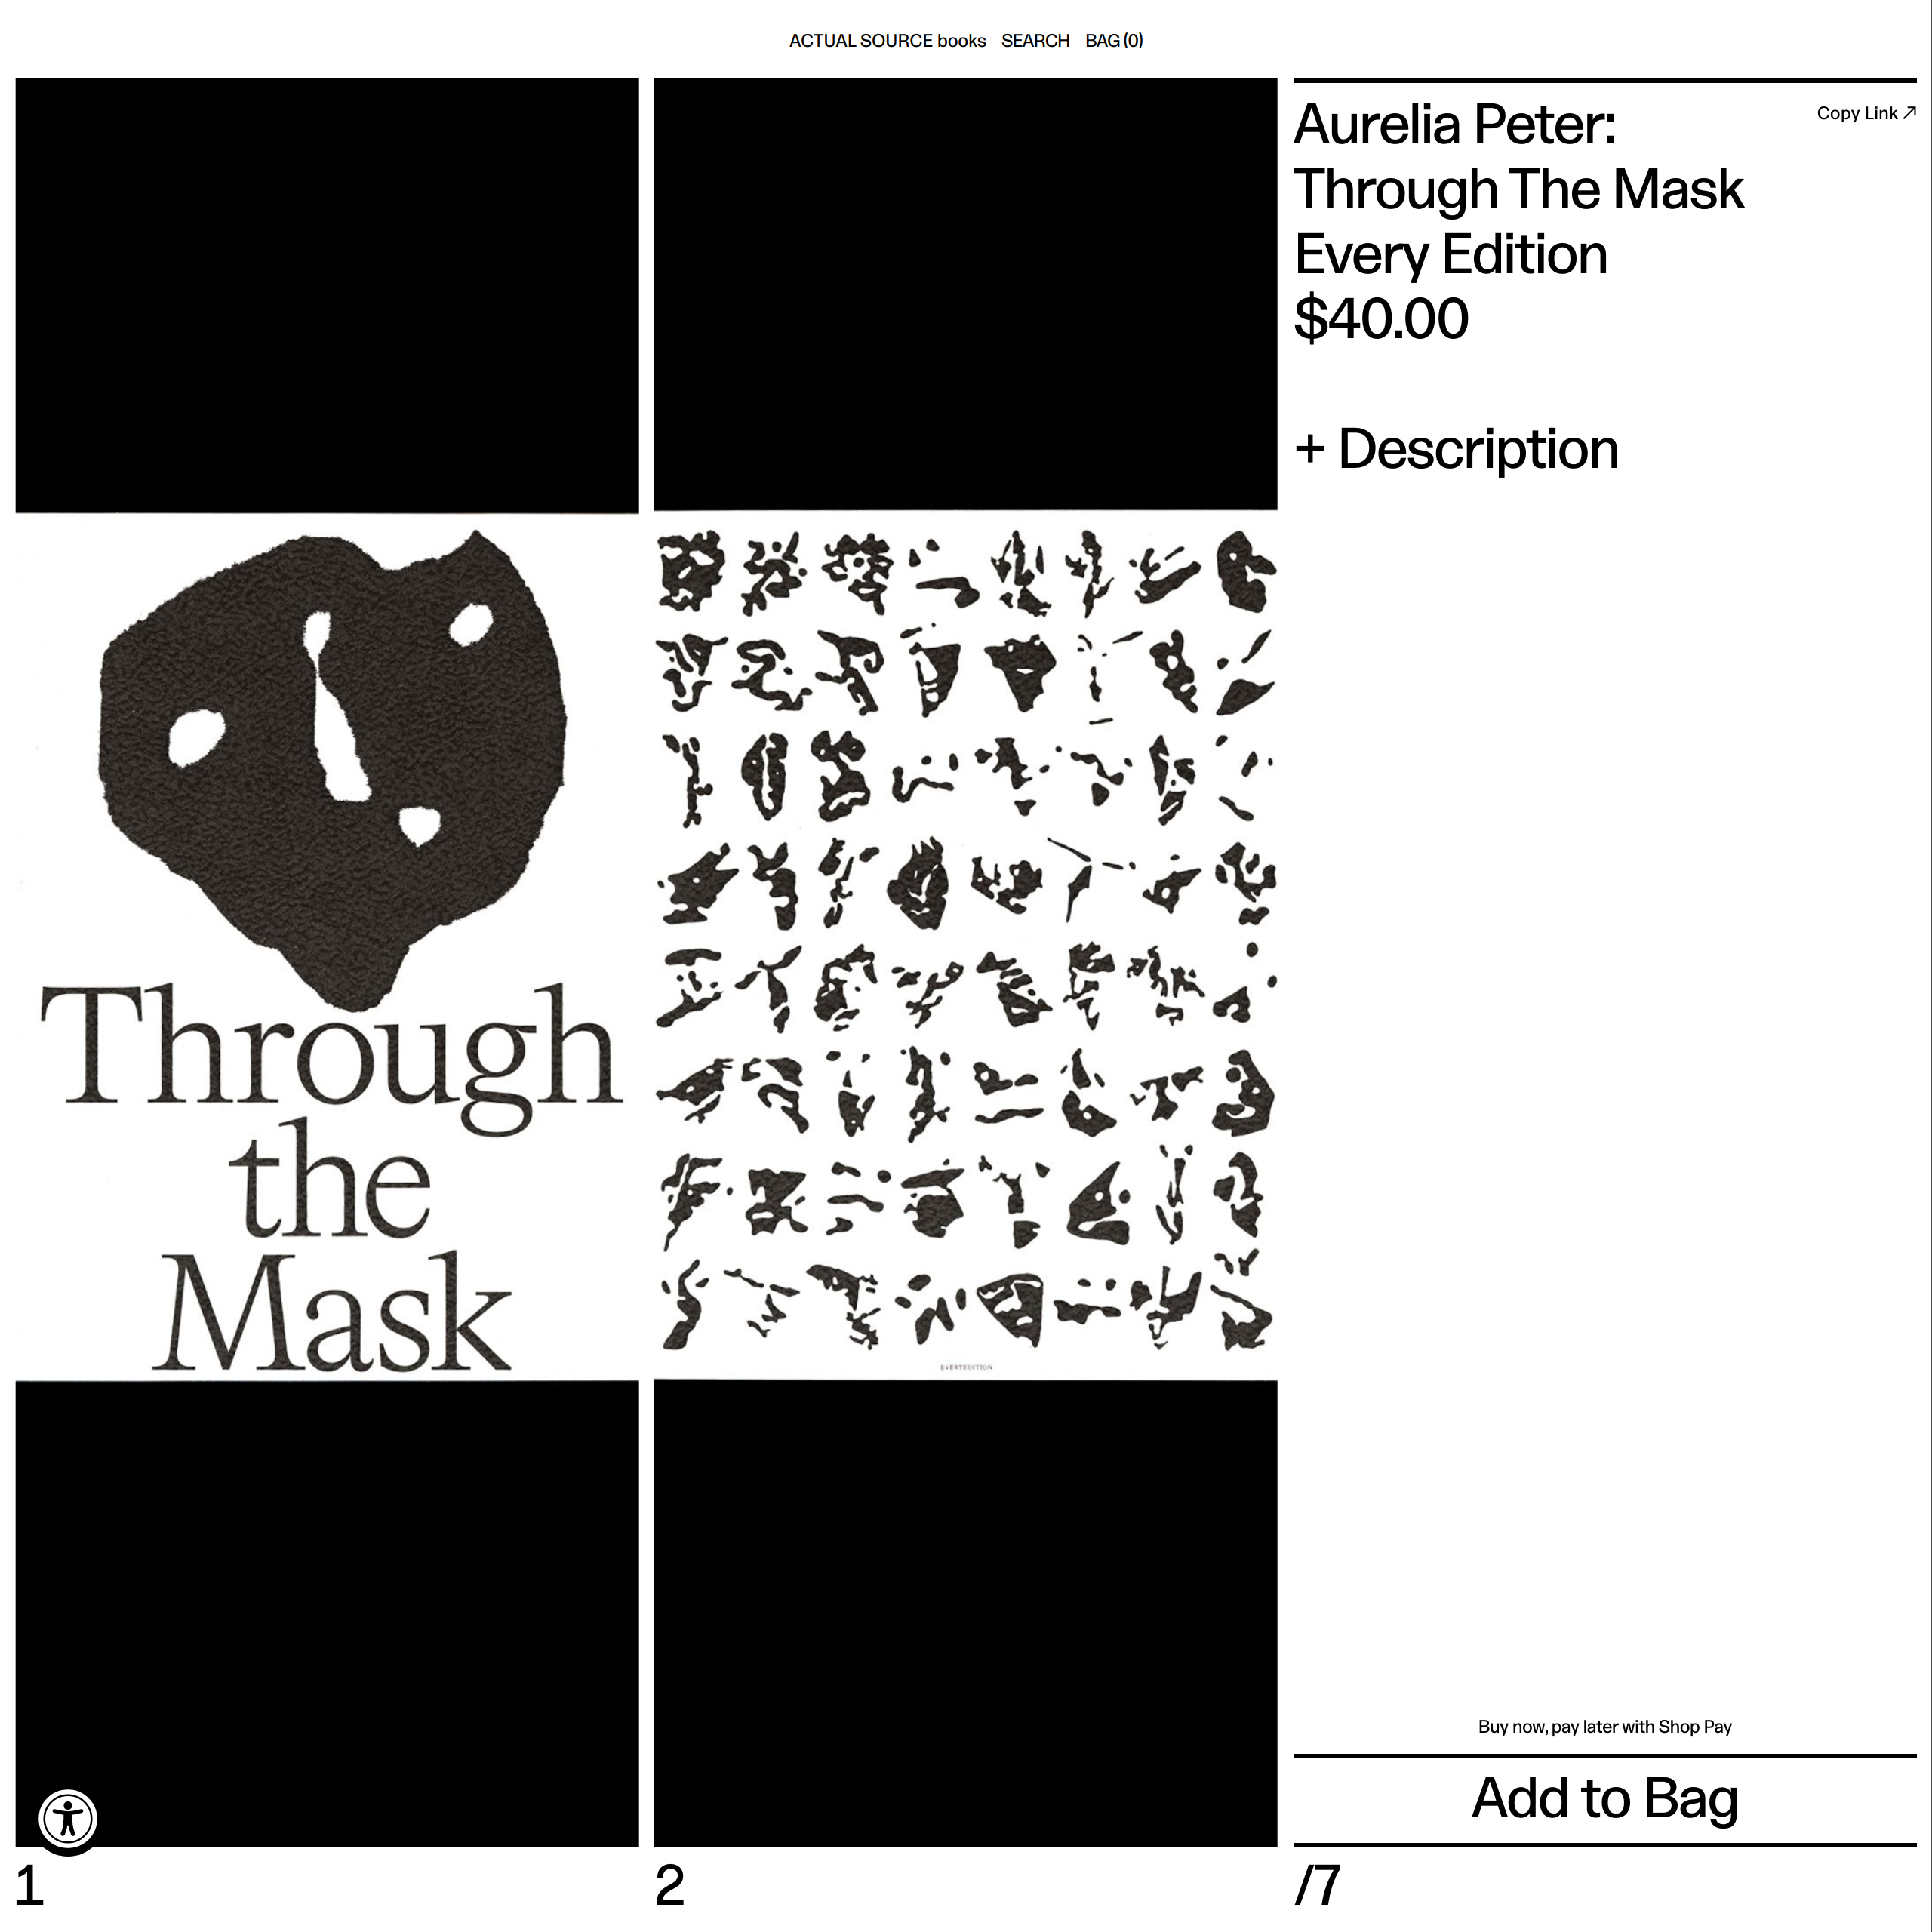 ACTUAL SOURCE books SEARCH BAG (0)
Aurelia Peter:
Copy Link ↗
Through The Mask
Every Edition
$40.00
+ Description
Through
the
Mask
EVERYEDITION
Buy now, pay later with Shop Pay
Add to Bag
1
2
/7